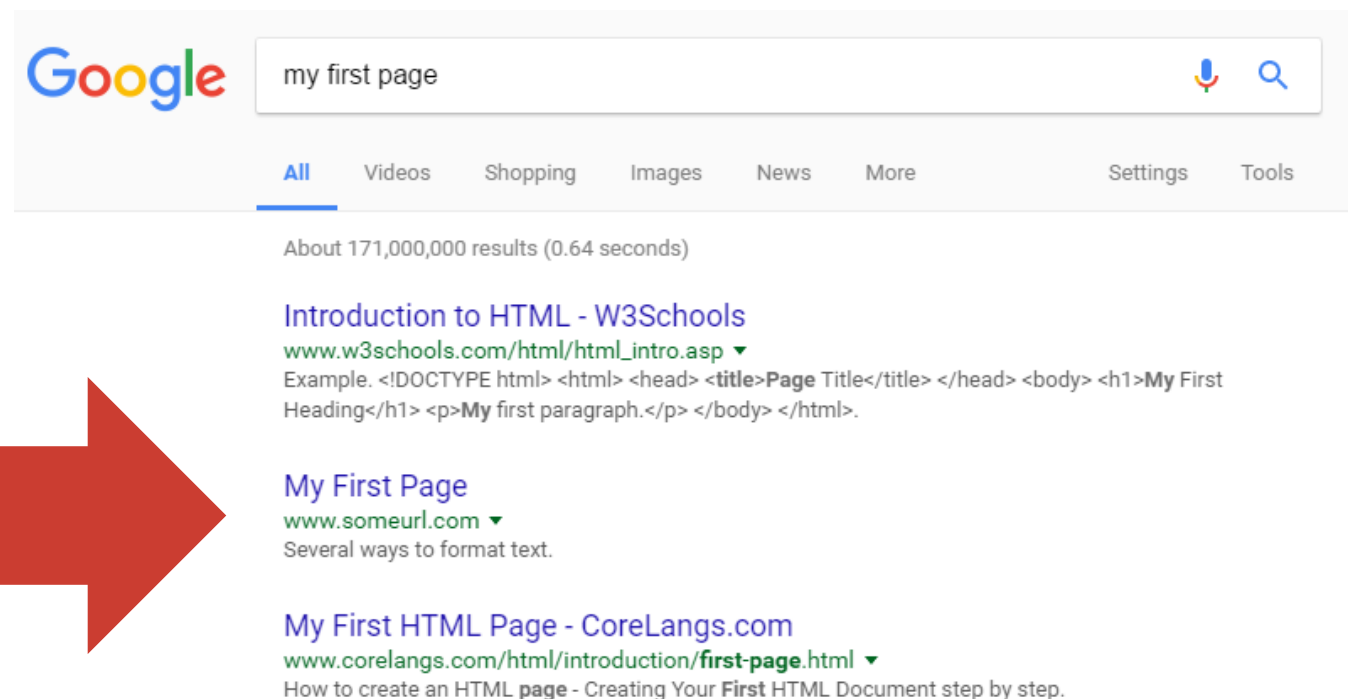 Google
my first page
All Videos Shopping Images News More Settings Tools
About 171,000,000 results (0.64 seconds)
Introduction to HTML - W3Schools
www.w3schools.com/html/html_intro.asp
Example. <!DOCTYPE html> <html> <head> <title>Page Title</title> </head> <body> <h1>My First
Heading</h1> <p>My first paragraph.</p> </body> </html>.
My First Page
www.someurl.com
Several ways to format text.
My First HTML Page - CoreLangs.com
www.corelangs.com/html/introduction/first-page.html
How to create an HTML page - Creating Your First HTML Document step by step.